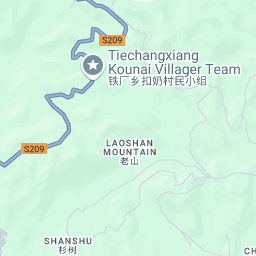 S209
Tiechangxiang
Kounai Villager Team
铁厂乡扣奶村民小组
LAOSHAN
MOUNTAIN
老山
S209
SHANSHU
杉树
CH